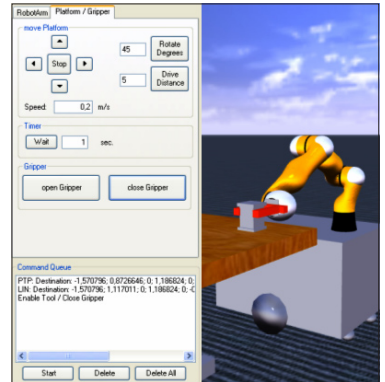 RobotArm Platform / Gripper
move Platform
Stop
45 Rotate Degrees
5 Drive Distance
Speed: 0,2 m/s
Timer
Wait 1 sec.
Gripper
open Gripper close Gripper
Command Queue
PTP: Destination: -1,570796; 0,8726646; 0; 1,186824; 0;
LIN: Destination: -1,570796; 1,117011; 0; 1,186824; 0; -0
Enable Tool / Close Gripper
Start Delete Delete All